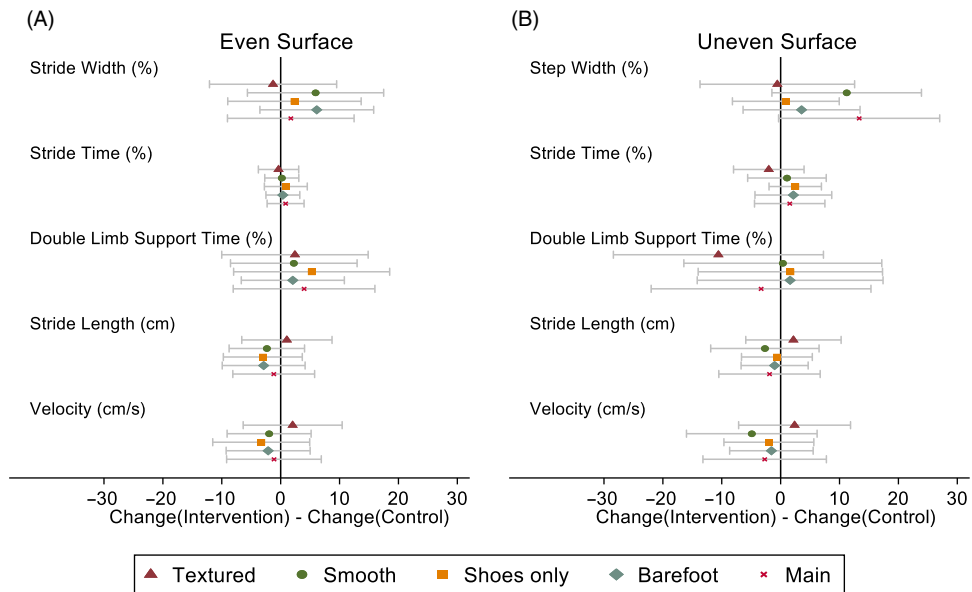 (A)
Even Surface
Stride Width (%)
Stride Time (%)
Double Limb Support Time (%)
Stride Length (cm)
Velocity (cm/s)
−30 −20 −10 0 10 20 30
Change(Intervention) - Change(Control)
(B)
Uneven Surface
Step Width (%)
Stride Time (%)
Double Limb Support Time (%)
Stride Length (cm)
Velocity (cm/s)
−30 −20 −10 0 10 20 30
Change(Intervention) - Change(Control)
Textured Smooth Shoes only Barefoot Main